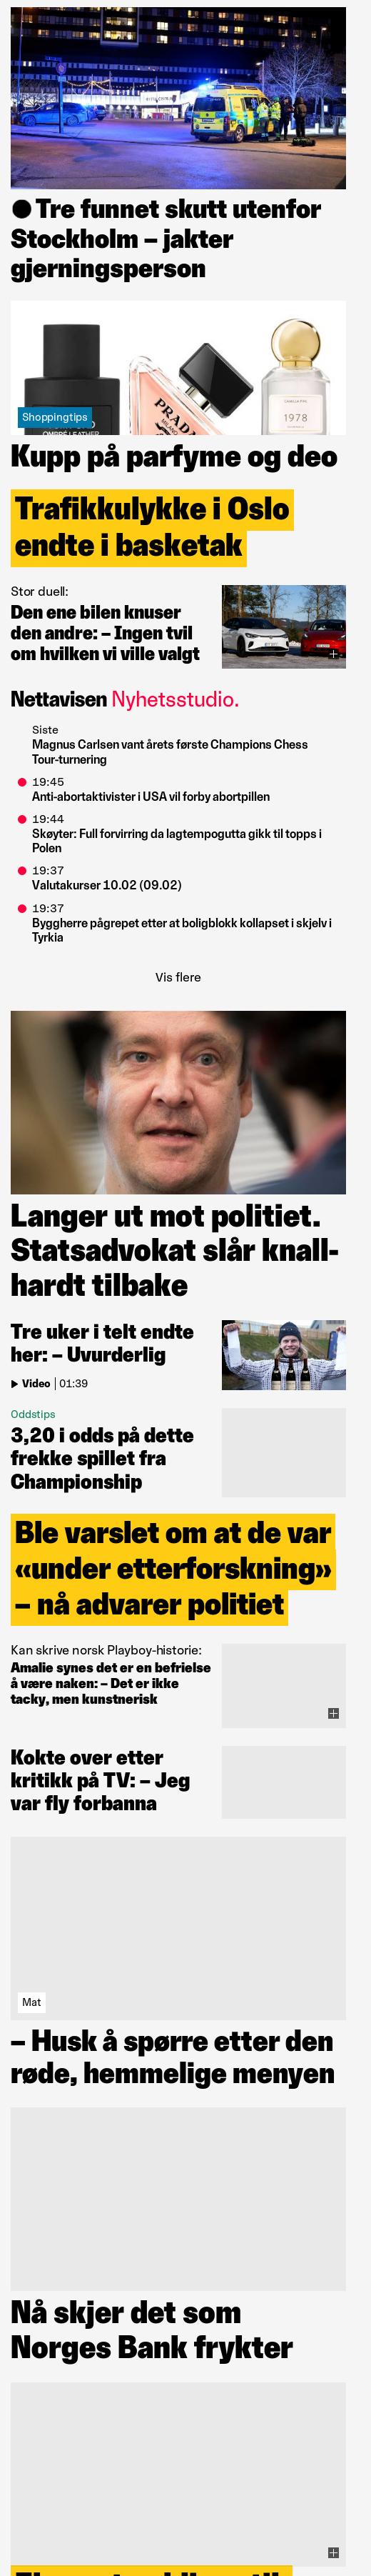 Tre funnet skutt utenfor
Stockholm – jakter
gjerningsperson
OMBRÉ LEATHER
PRADA
MILANO
1978
Shoppingtips
Kupp på parfyme og deo
Trafikkulykke i Oslo
endte i basketak
Stor duell:
Den ene bilen knuser
den andre: – Ingen tvil
om hvilken vi ville valgt
Nettavisen Nyhetsstudio.
Siste
Magnus Carlsen vant årets første Champions Chess
Tour-turnering
19:45
Anti-abortaktivister i USA vil forby abortpillen
19:44
Skøyter: Full forvirring da lagtempogutta gikk til topps i
Polen
19:37
Valutakurser 10.02 (09.02)
19:37
Byggherre pågrepet etter at boligblokk kollapset i skjelv i
Tyrkia
Vis flere
Langer ut mot politiet.
Statsadvokat slår knall-
hardt tilbake
Tre uker i telt endte
her: – Uvurderlig
Video | 01:39
Oddstips
3,20 i odds på dette
frekke spillet fra
Championship
Ble varslet om at de var
«under etterforskning»
– nå advarer politiet
Kan skrive norsk Playboy-historie:
Amalie synes det er en befrielse
å være naken: – Det er ikke
tacky, men kunstnerisk
Kokte over etter
kritikk på TV: – Jeg
var fly forbanna
Mat
– Husk å spørre etter den
røde, hemmelige menyen
Nå skjer det som
Norges Bank frykter